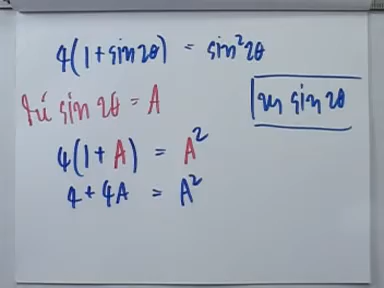 4(1+sin2θ) = sin²2θ
ให้ sin 2θ = A
หา sin 2θ
4(1 + A) = A²
4 + 4A = A²